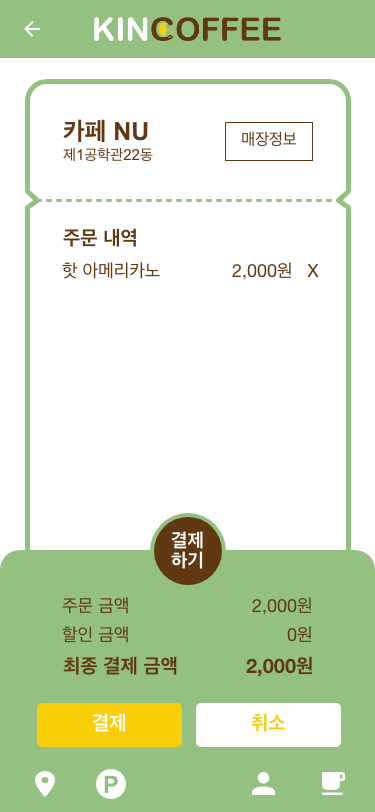 KINCOFFEE
카페 NU
제1공학관22동
매장정보
주문 내역
핫 아메리카노 2,000원 X
결제
하기
주문 금액 2,000원
할인 금액 0원
최종 결제 금액 2,000원
결제 취소
P